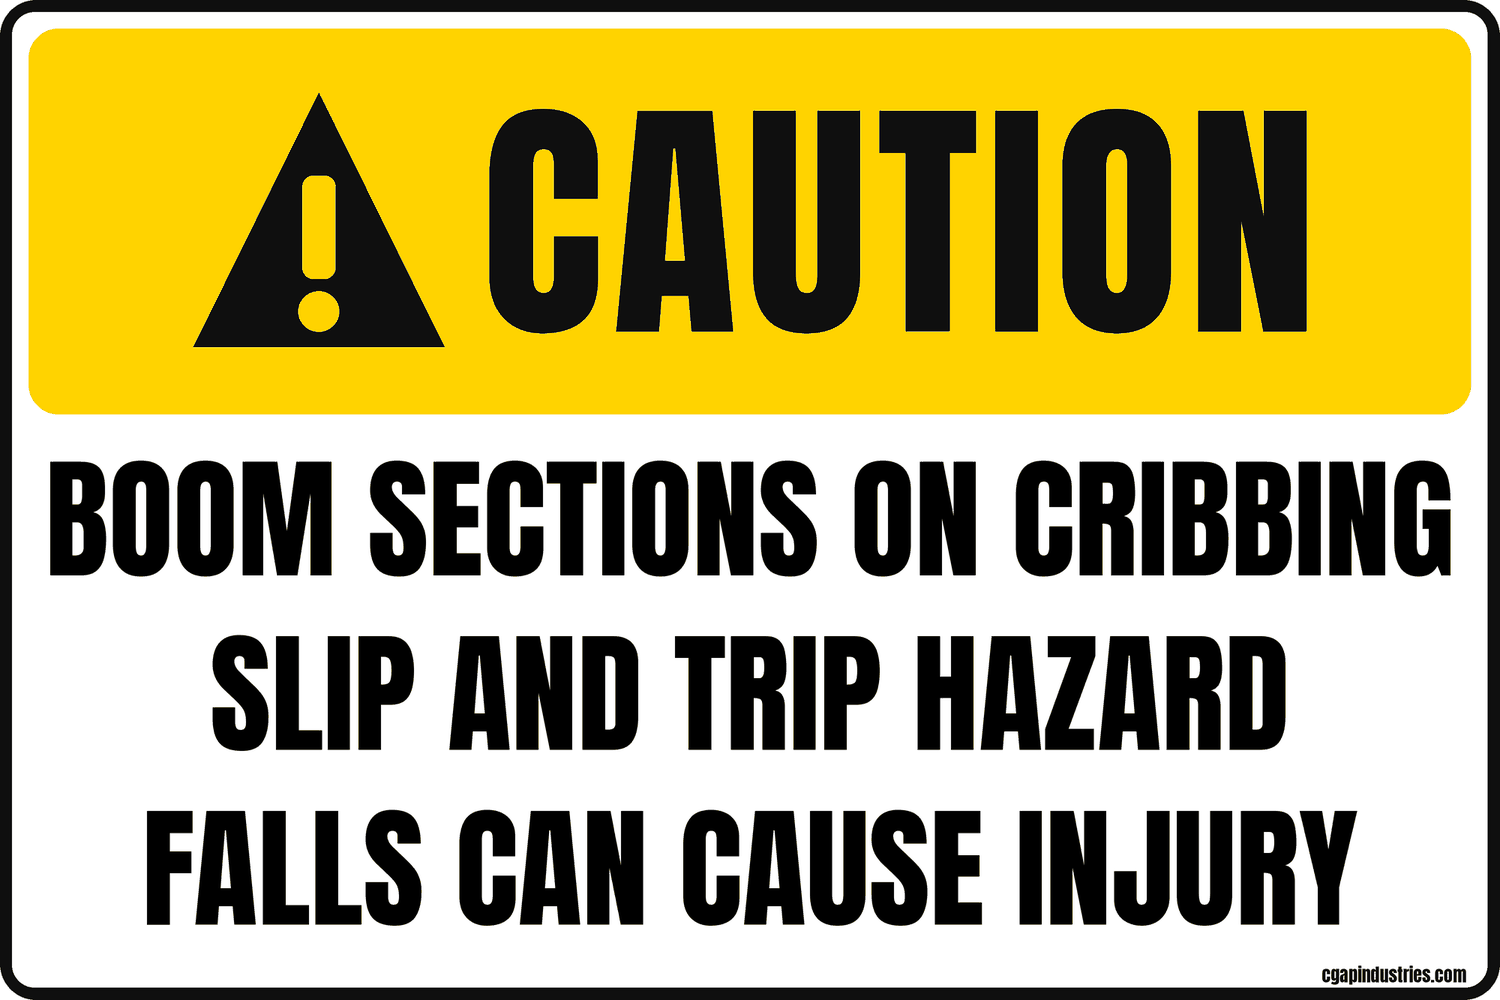 CAUTION
BOOM SECTIONS ON CRIBBING
SLIP AND TRIP HAZARD
FALLS CAN CAUSE INJURY
cgapindustries.com